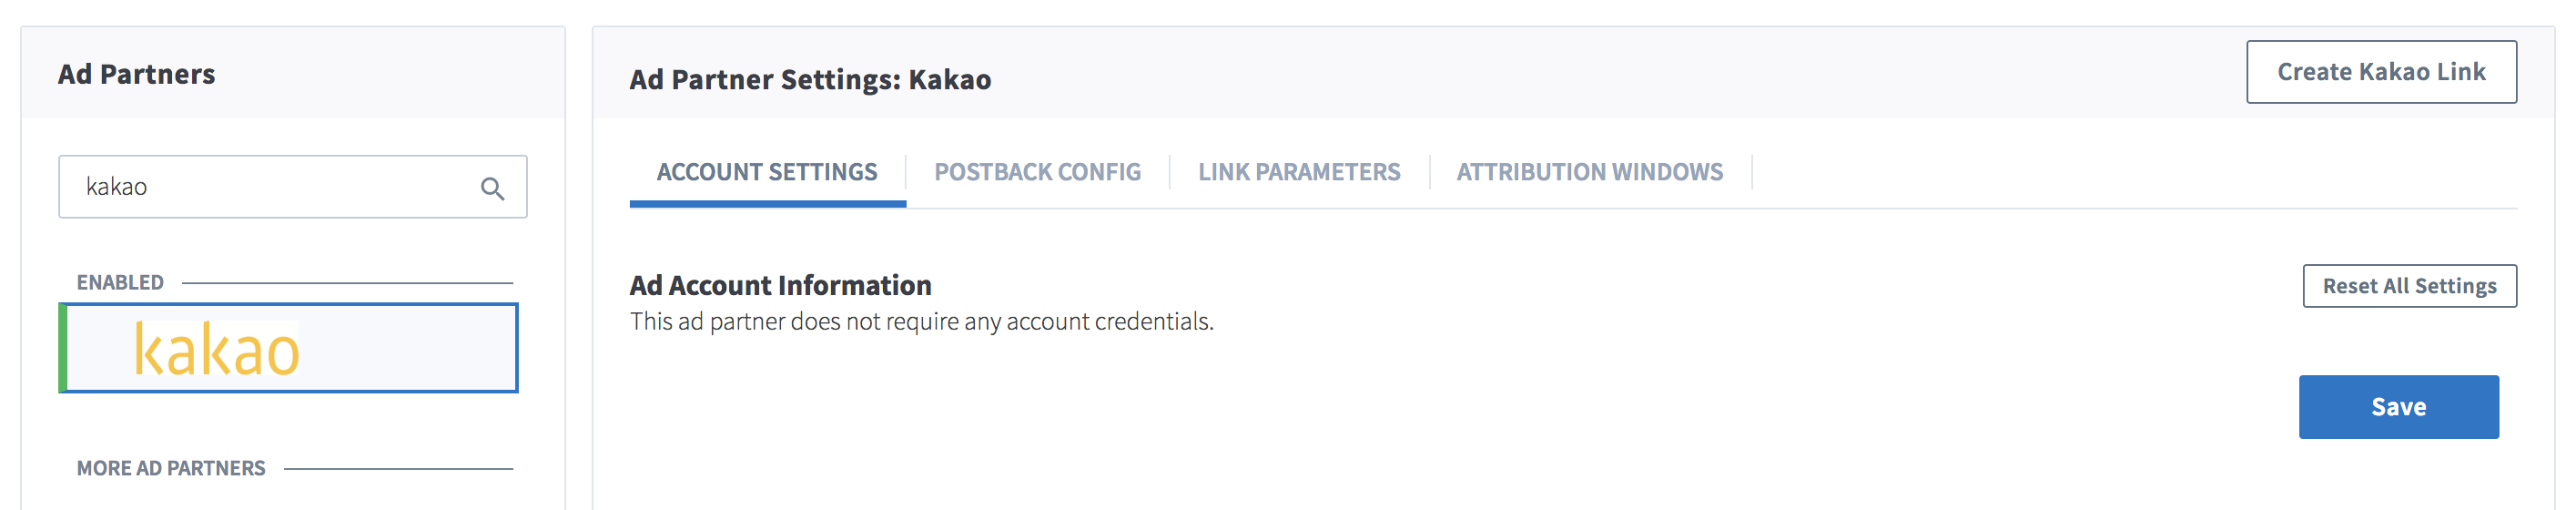 Ad Partners
kakao
ENABLED
kakao
MORE AD PARTNERS
Ad Partner Settings: Kakao
Create Kakao Link
ACCOUNT SETTINGS
POSTBACK CONFIG
LINK PARAMETERS
ATTRIBUTION WINDOWS
Ad Account Information
Reset All Settings
This ad partner does not require any account credentials.
Save